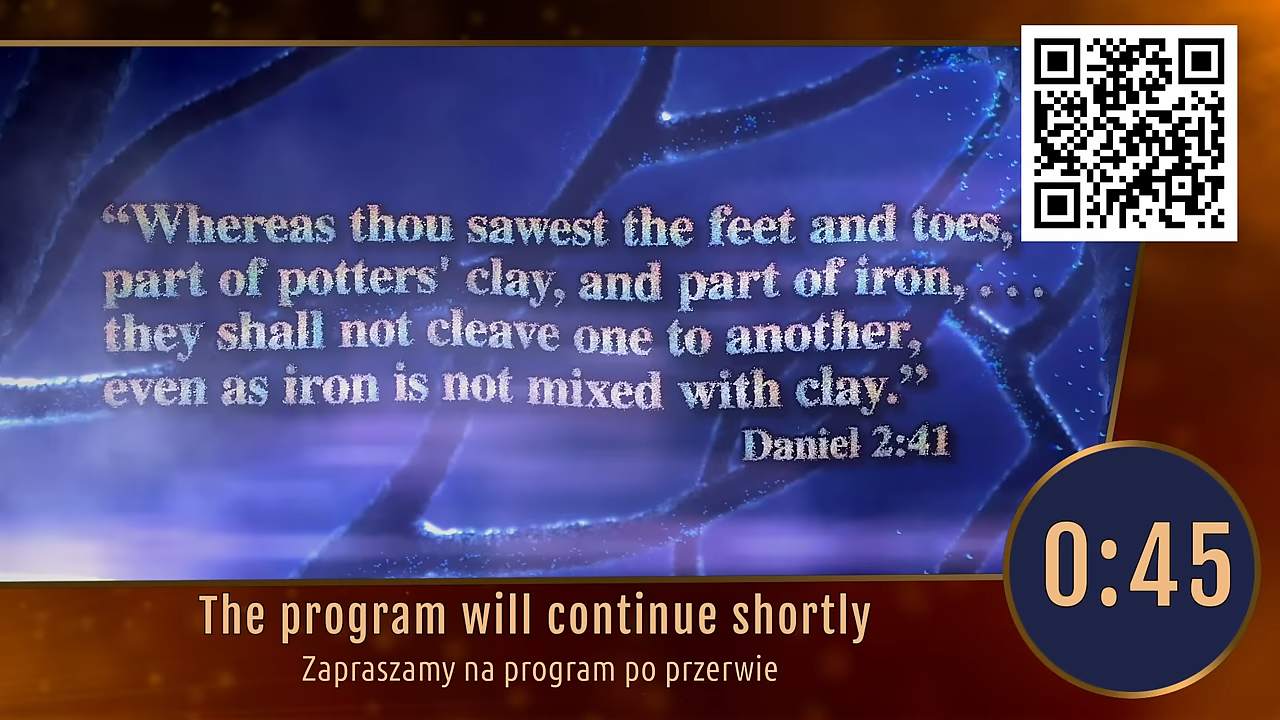 “Whereas thou sawest the feet and toes,
part of potters' clay, and part of iron, . . .
they shall not cleave one to another,
even as iron is not mixed with clay.”
Daniel 2:41
0:45
The program will continue shortly
Zapraszamy na program po przerwie